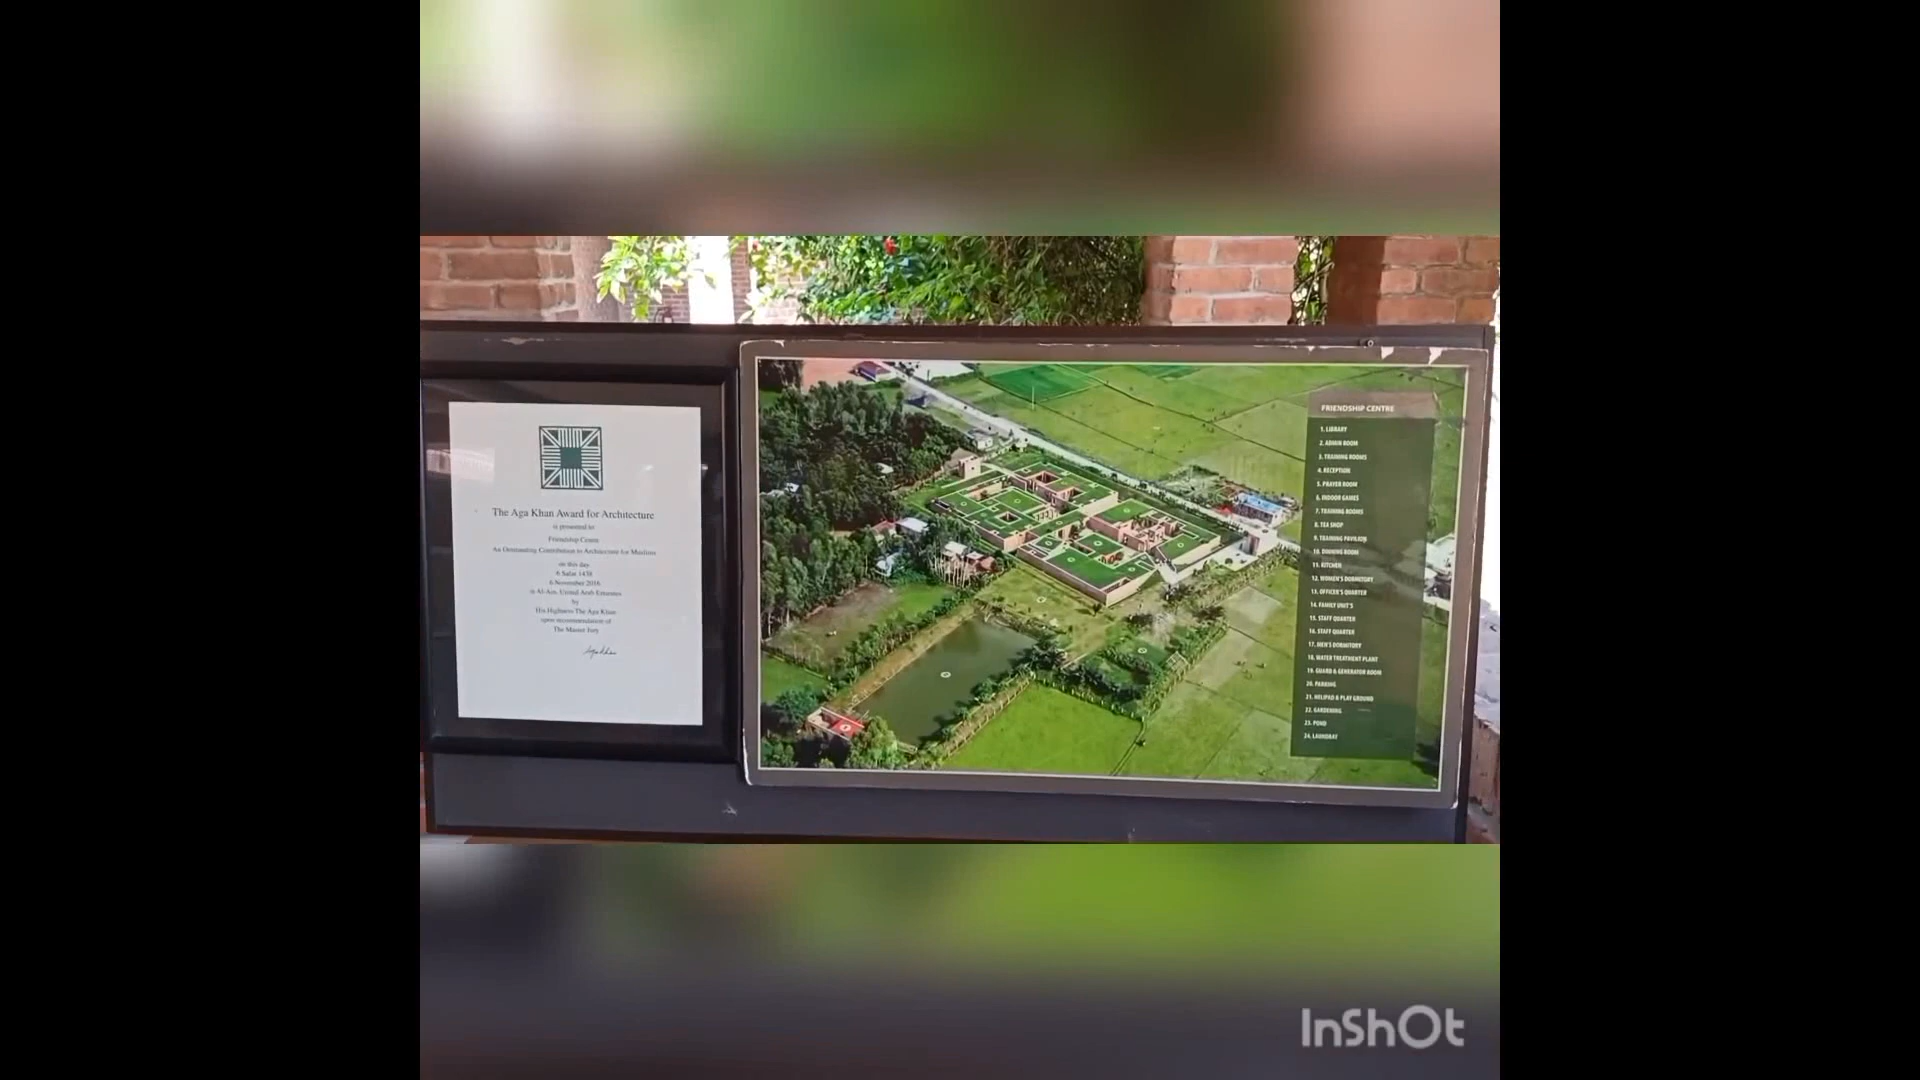 The Aga Khan Award for Architecture
is presented to
Friendship Centre
An Outstanding Contribution to Architecture for Muslims
on this day
6 Safar 1438
6 November 2016
in Al-Ain, United Arab Emirates
by
His Highness The Aga Khan
upon recommendation of
The Master Jury
FRIENDSHIP CENTRE
1. LIBRARY
2. ADMIN ROOM
3. TRAINING ROOMS
4. RECEPTION
5. PRAYER ROOM
6. INDOOR GAMES
7. TRAINING ROOMS
8. TEA SHOP
9. TRAINING PAVILION
10. DINNING ROOM
11. KITCHEN
12. WOMEN'S DORMITORY
13. OFFICER'S QUARTER
14. FAMILY UNIT'S
15. STAFF QUARTER
16. STAFF QUARTER
17. MEN'S DORMITORY
18. WATER TREATMENT PLANT
19. GUARD & GENERATOR ROOM
20. PARKING
21. HELIPAD & PLAY GROUND
22. GARDENING
23. POND
24. LAUNDRAY
InShOt